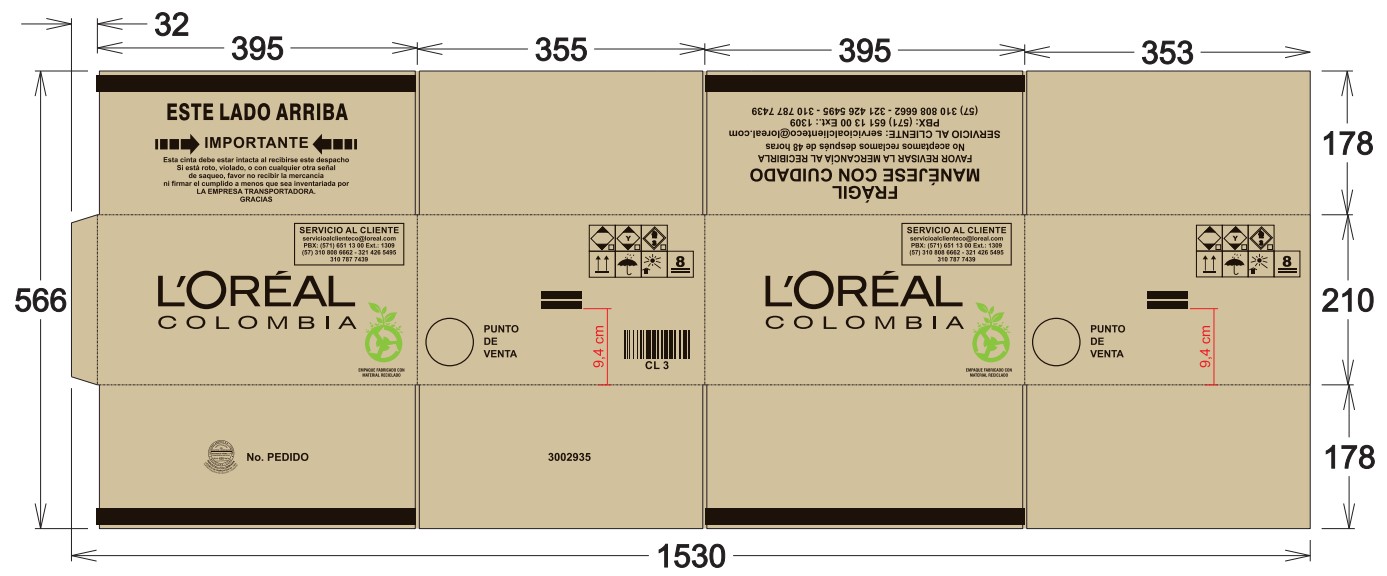 32
395
355
395
353
566
178
210
178
1530
ESTE LADO ARRIBA
IMPORTANTE
Esta cinta debe estar intacta al recibirse este despacho
Si está roto, violado, o con cualquier otra señal
de saqueo, favor no recibir la mercancia
ni firmar el cumplido a menos que sea inventariada por
LA EMPRESA TRANSPORTADORA.
GRACIAS
FRÁGIL
MANÉJESE CON CUIDADO
FAVOR REVISAR LA MERCANCÍA AL RECIBIRLA
No aceptamos reclamos después de 48 horas
SERVICIO AL CLIENTE: servicioalclienteco@loreal.com
PBX: (571) 651 13 00 Ext.: 1309
(57) 310 808 6662 - 321 426 5495 - 310 787 7439
SERVICIO AL CLIENTE
servicioalclienteco@loreal.com
PBX: (571) 651 13 00 Ext.: 1309
(57) 310 808 6662 - 321 426 5495
310 787 7439
L'ORÉAL
COLOMBIA
EMPAQUE FABRICADO CON
MATERIAL RECICLADO
Y
8
PUNTO
DE
VENTA
9,4 cm
CL 3
SERVICIO AL CLIENTE
servicioalclienteco@loreal.com
PBX: (571) 651 13 00 Ext.: 1309
(57) 310 808 6662 - 321 426 5495
310 787 7439
L'ORÉAL
COLOMBIA
EMPAQUE FABRICADO CON
MATERIAL RECICLADO
Y
8
PUNTO
DE
VENTA
9,4 cm
No. PEDIDO
3002935